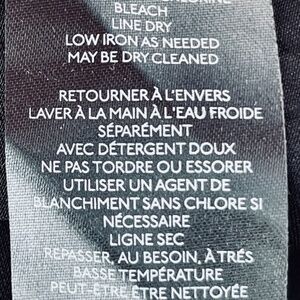 BLEACH
LINE DRY
LOW IRON AS NEEDED
MAY BE DRY CLEANED
RETOURNER À L'ENVERS
LAVER À LA MAIN À L'EAU FROIDE
SÉPARÉMENT
AVEC DÉTERGENT DOUX
NE PAS TORDRE OU ESSORER
UTILISER UN AGENT DE
BLANCHIMENT SANS CHLORE SI
NÉCESSAIRE
LIGNE SEC
REPASSER, AU BESOIN, À TRÉS
BASSE TEMPÉRATURE
PEUT-ÊTRE ÊTRE NETTOYÉE